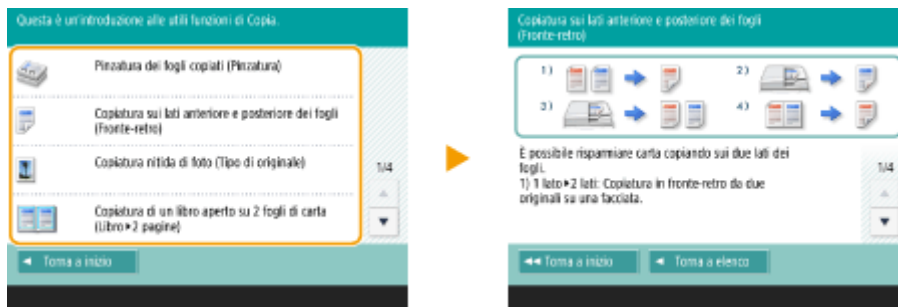 Questa è un'introduzione alle utili funzioni di Copia.
Pinzatura dei fogli copiati (Pinzatura)
Copiatura sui lati anteriore e posteriore dei fogli
(Fronte-retro)
Copiatura nitida di foto (Tipo di originale)
1/4
Copiatura di un libro aperto su 2 fogli di carta
(Libro▸2 pagine)
◄ Torna a inizio
Copiatura sui lati anteriore e posteriore dei fogli
(Fronte-retro)
1)
2)
3)
4)
È possibile risparmiare carta copiando sui due lati dei
fogli.
1/4
1) 1 lato▸2 lati: Copiatura in fronte-retro da due
originali su una facciata.
◄◄ Torna a inizio
◄ Torna a elenco